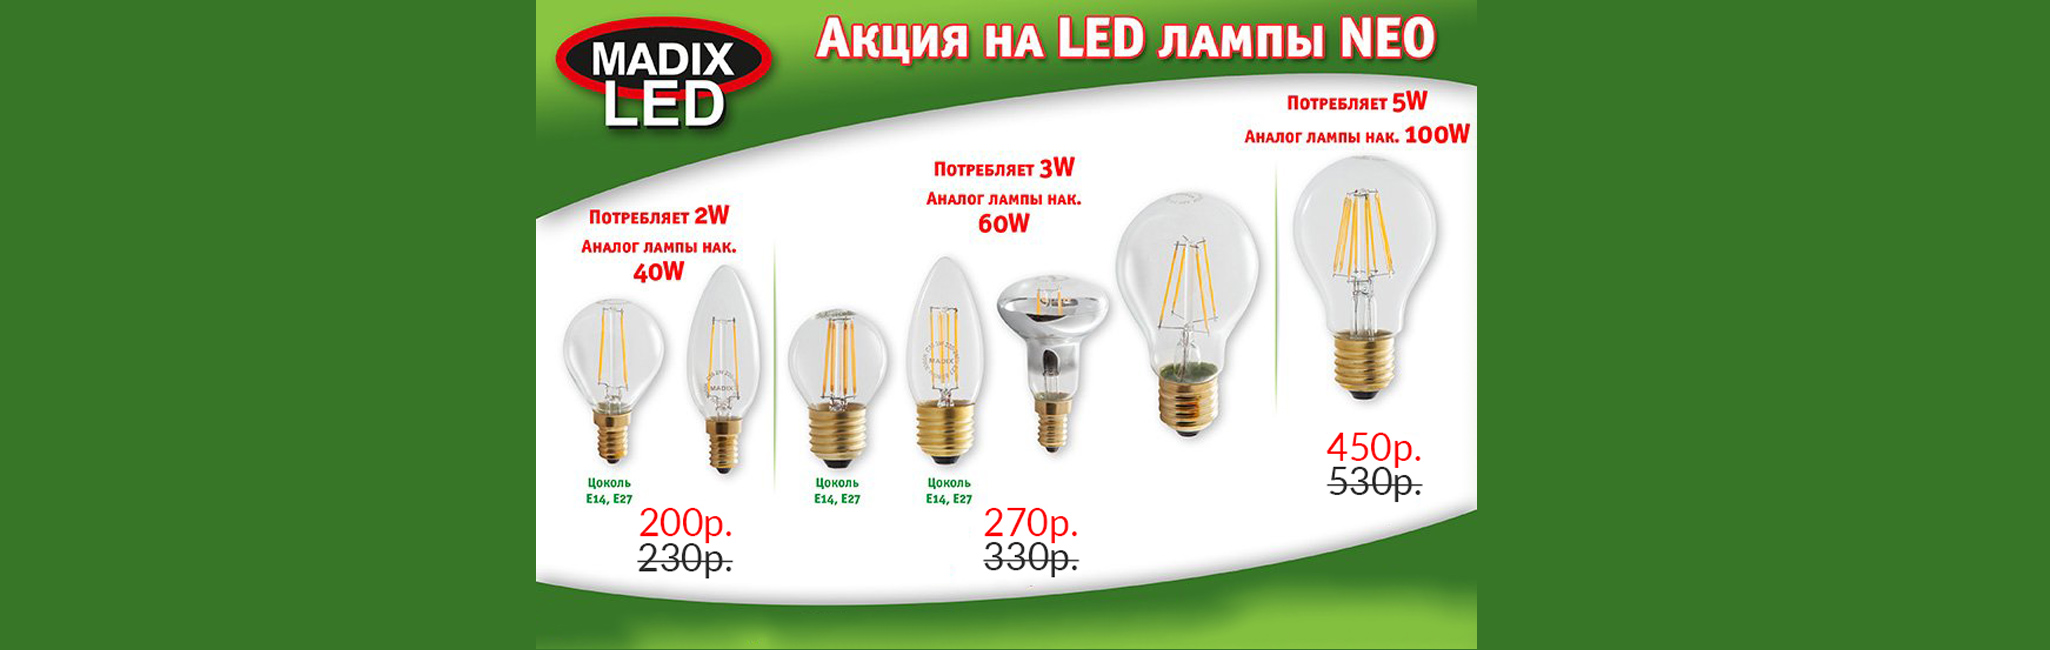 MADIX
LED
Акция на LED лампы NEO
Потребляет 2W
Аналог лампы нак.
40W
Цоколь
E14, E27
200р.
230р.
Потребляет 3W
Аналог лампы нак.
60W
MADIX
Цоколь
E14, E27
Цоколь
E14, E27
270р.
330р.
Потребляет 5W
Аналог лампы нак. 100W
450р.
530р.